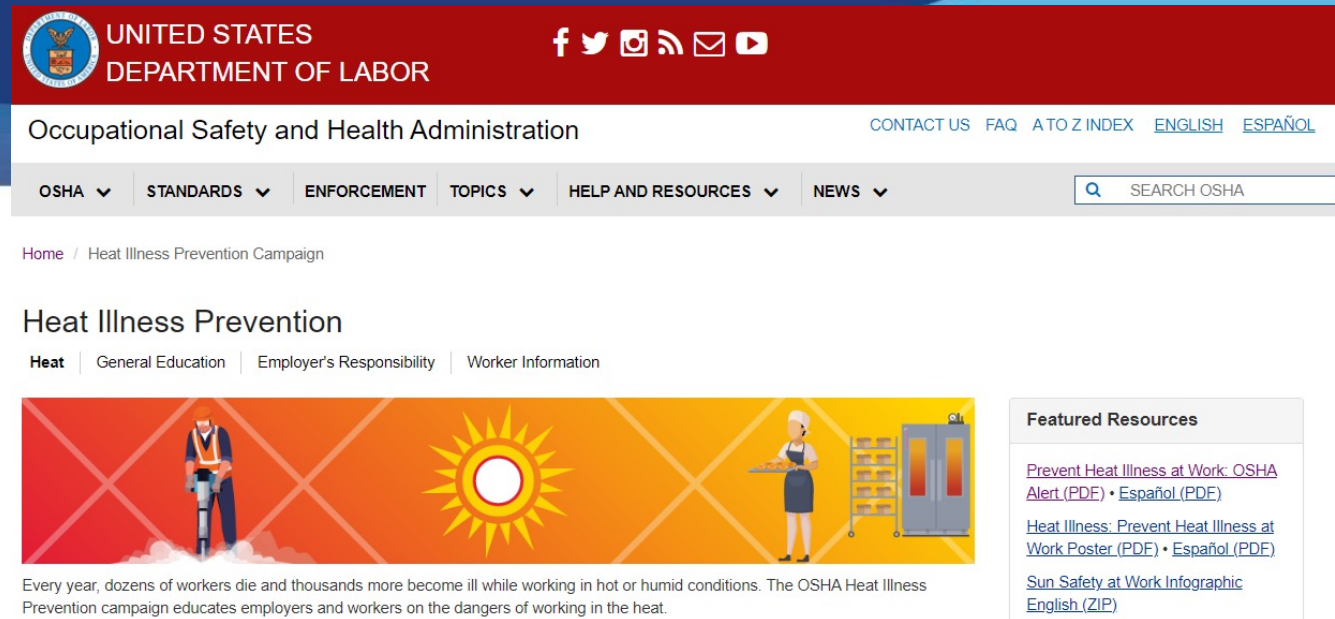 UNITED STATES
DEPARTMENT OF LABOR
Occupational Safety and Health Administration
CONTACT US FAQ A TO Z INDEX ENGLISH ESPAÑOL
OSHA STANDARDS ENFORCEMENT TOPICS HELP AND RESOURCES NEWS SEARCH OSHA
Home / Heat Illness Prevention Campaign
Heat Illness Prevention
Heat General Education Employer's Responsibility Worker Information
Every year, dozens of workers die and thousands more become ill while working in hot or humid conditions. The OSHA Heat Illness
Prevention campaign educates employers and workers on the dangers of working in the heat.
Featured Resources
Prevent Heat Illness at Work: OSHA
Alert (PDF) • Español (PDF)
Heat Illness: Prevent Heat Illness at
Work Poster (PDF) • Español (PDF)
Sun Safety at Work Infographic
English (ZIP)